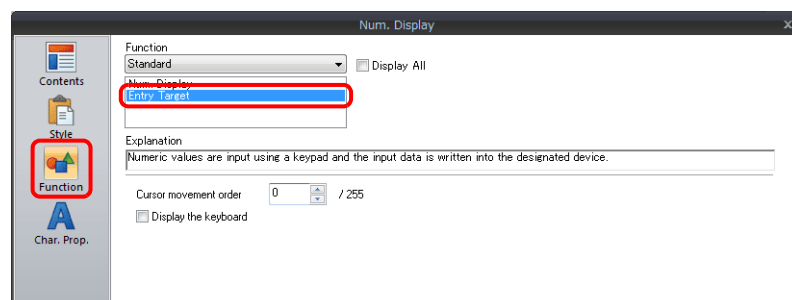 Num. Display
x
Function
Standard
Display All
Contents
Num. Display
Entry Target
Style
Explanation
Numeric values are input using a keypad and the input data is written into the designated device.
Function
Cursor movement order 0 / 255
Display the keyboard
Char. Prop.